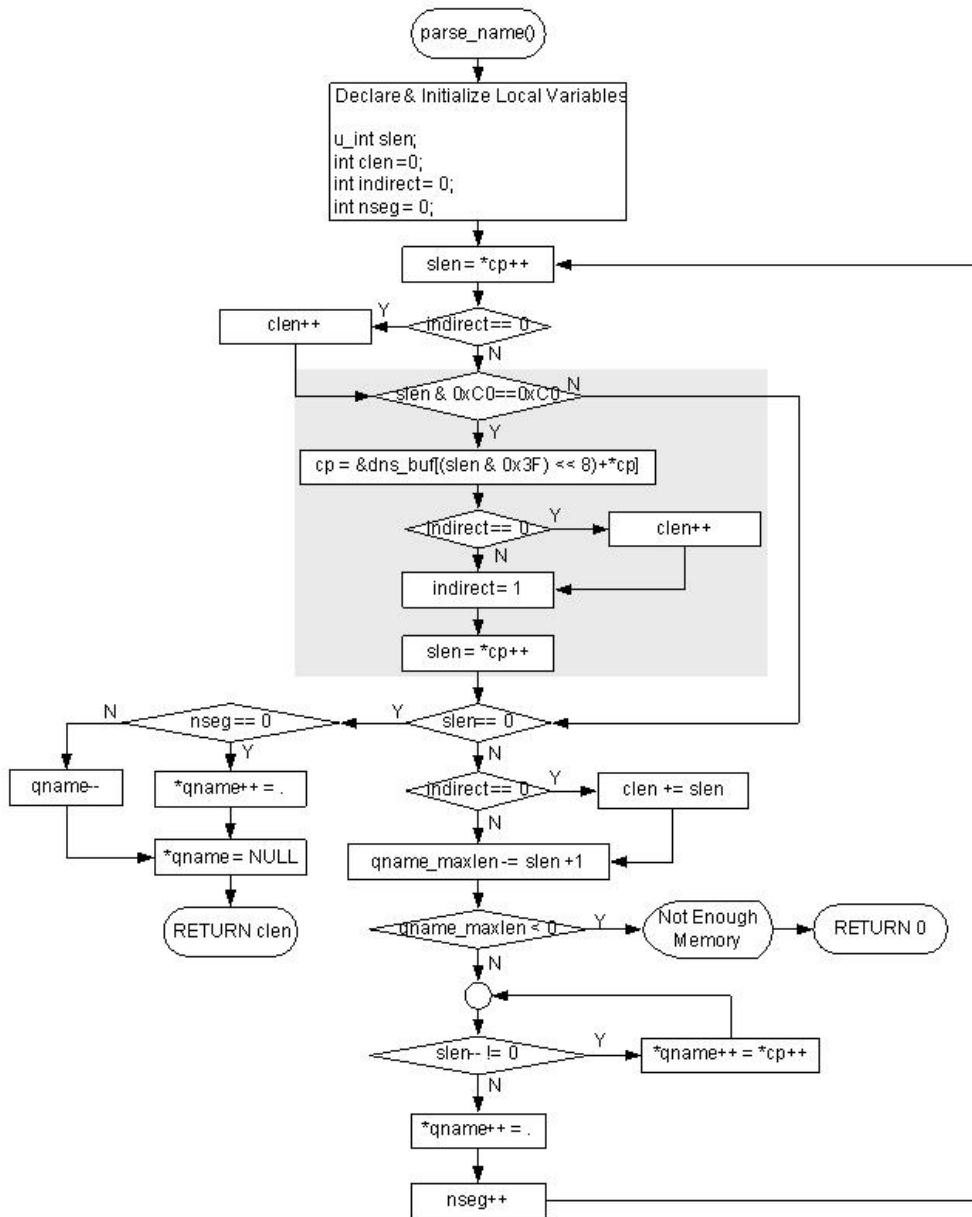 parse_name()
Declare & Initialize Local Variables
u_int slen;
int clen =0;
int indirect = 0;
int nseg = 0;
slen = *cp++
indirect == 0
Y
clen++
N
slen & 0xC0==0xC0
N
Y
cp = &dns_buf[(slen & 0x3F) << 8)+*cp]
indirect == 0
Y
clen++
N
indirect = 1
slen = *cp++
slen == 0
Y
nseg == 0
N
qname--
Y
*qname++ = .
*qname = NULL
RETURN clen
N
indirect == 0
Y
clen += slen
N
qname_maxlen -= slen +1
qname_maxlen < 0
Y
Not Enough
Memory
RETURN 0
N
slen-- != 0
Y
*qname++ = *cp++
N
*qname++ = .
nseg++